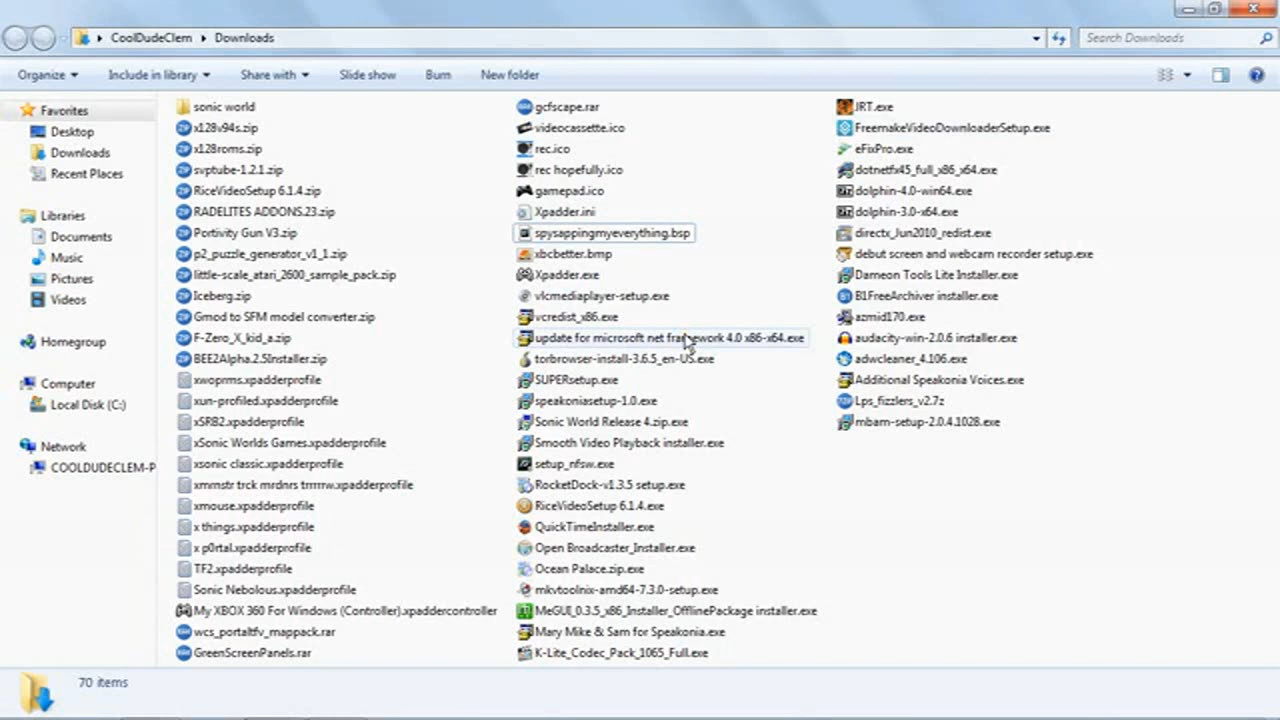 CoolDudeClem
Downloads
Search Downloads
Organize
Include in library
Share with
Slide show
Burn
New folder
Favorites
Desktop
Downloads
Recent Places
Libraries
Documents
Music
Pictures
Videos
Homegroup
Computer
Local Disk (C:)
Network
COOLDUDECLEM-P
sonic world
x128v94s.zip
x128roms.zip
svptube-1.2.1.zip
RiceVideoSetup 6.1.4.zip
RADELITES ADDONS.23.zip
Portivity Gun V3.zip
p2_puzzle_generator_v1_1.zip
little-scale_atari_2600_sample_pack.zip
Iceberg.zip
Gmod to SFM model converter.zip
F-Zero_X_kid_a.zip
BEE2Alpha.2.5Installer.zip
xwoprms.xpadderprofile
xun-profiled.xpadderprofile
xSRB2.xpadderprofile
xSonic Worlds Games.xpadderprofile
xsonic classic.xpadderprofile
xmmstr trck mrdnrs trrrrrw.xpadderprofile
xmouse.xpadderprofile
x things.xpadderprofile
x p0rtal.xpadderprofile
TF2.xpadderprofile
Sonic Nebolous.xpadderprofile
My XBOX 360 For Windows (Controller).xpaddercontroller
wcs_portaltfv_mappack.rar
GreenScreenPanels.rar
gcfscape.rar
videocassette.ico
rec.ico
rec hopefully.ico
gamepad.ico
Xpadder.ini
spysappingmyeverything.bsp
xbcbetter.bmp
Xpadder.exe
vlcmediaplayer-setup.exe
vcredist_x86.exe
update for microsoft net framework 4.0 x86-x64.exe
torbrowser-install-3.6.5_en-US.exe
SUPERsetup.exe
speakoniasetup-1.0.exe
Sonic World Release 4.zip.exe
Smooth Video Playback installer.exe
setup_nfsw.exe
RocketDock-v1.3.5 setup.exe
RiceVideoSetup 6.1.4.exe
QuickTimeInstaller.exe
Open Broadcaster_Installer.exe
Ocean Palace.zip.exe
mkvtoolnix-amd64-7.3.0-setup.exe
MeGUI_0.3.5_x86_Installer_OfflinePackage installer.exe
Mary Mike & Sam for Speakonia.exe
K-Lite_Codec_Pack_1065_Full.exe
JRT.exe
FreemakeVideoDownloaderSetup.exe
eFixPro.exe
dotnetfx45_full_x86_x64.exe
dolphin-4.0-win64.exe
dolphin-3.0-x64.exe
directx_Jun2010_redist.exe
debut screen and webcam recorder setup.exe
Dameon Tools Lite Installer.exe
B1FreeArchiver installer.exe
azmid170.exe
audacity-win-2.0.6 installer.exe
adwcleaner_4.106.exe
Additional Speakonia Voices.exe
Lps_fizzlers_v2.7z
mbam-setup-2.0.4.1028.exe
70 items